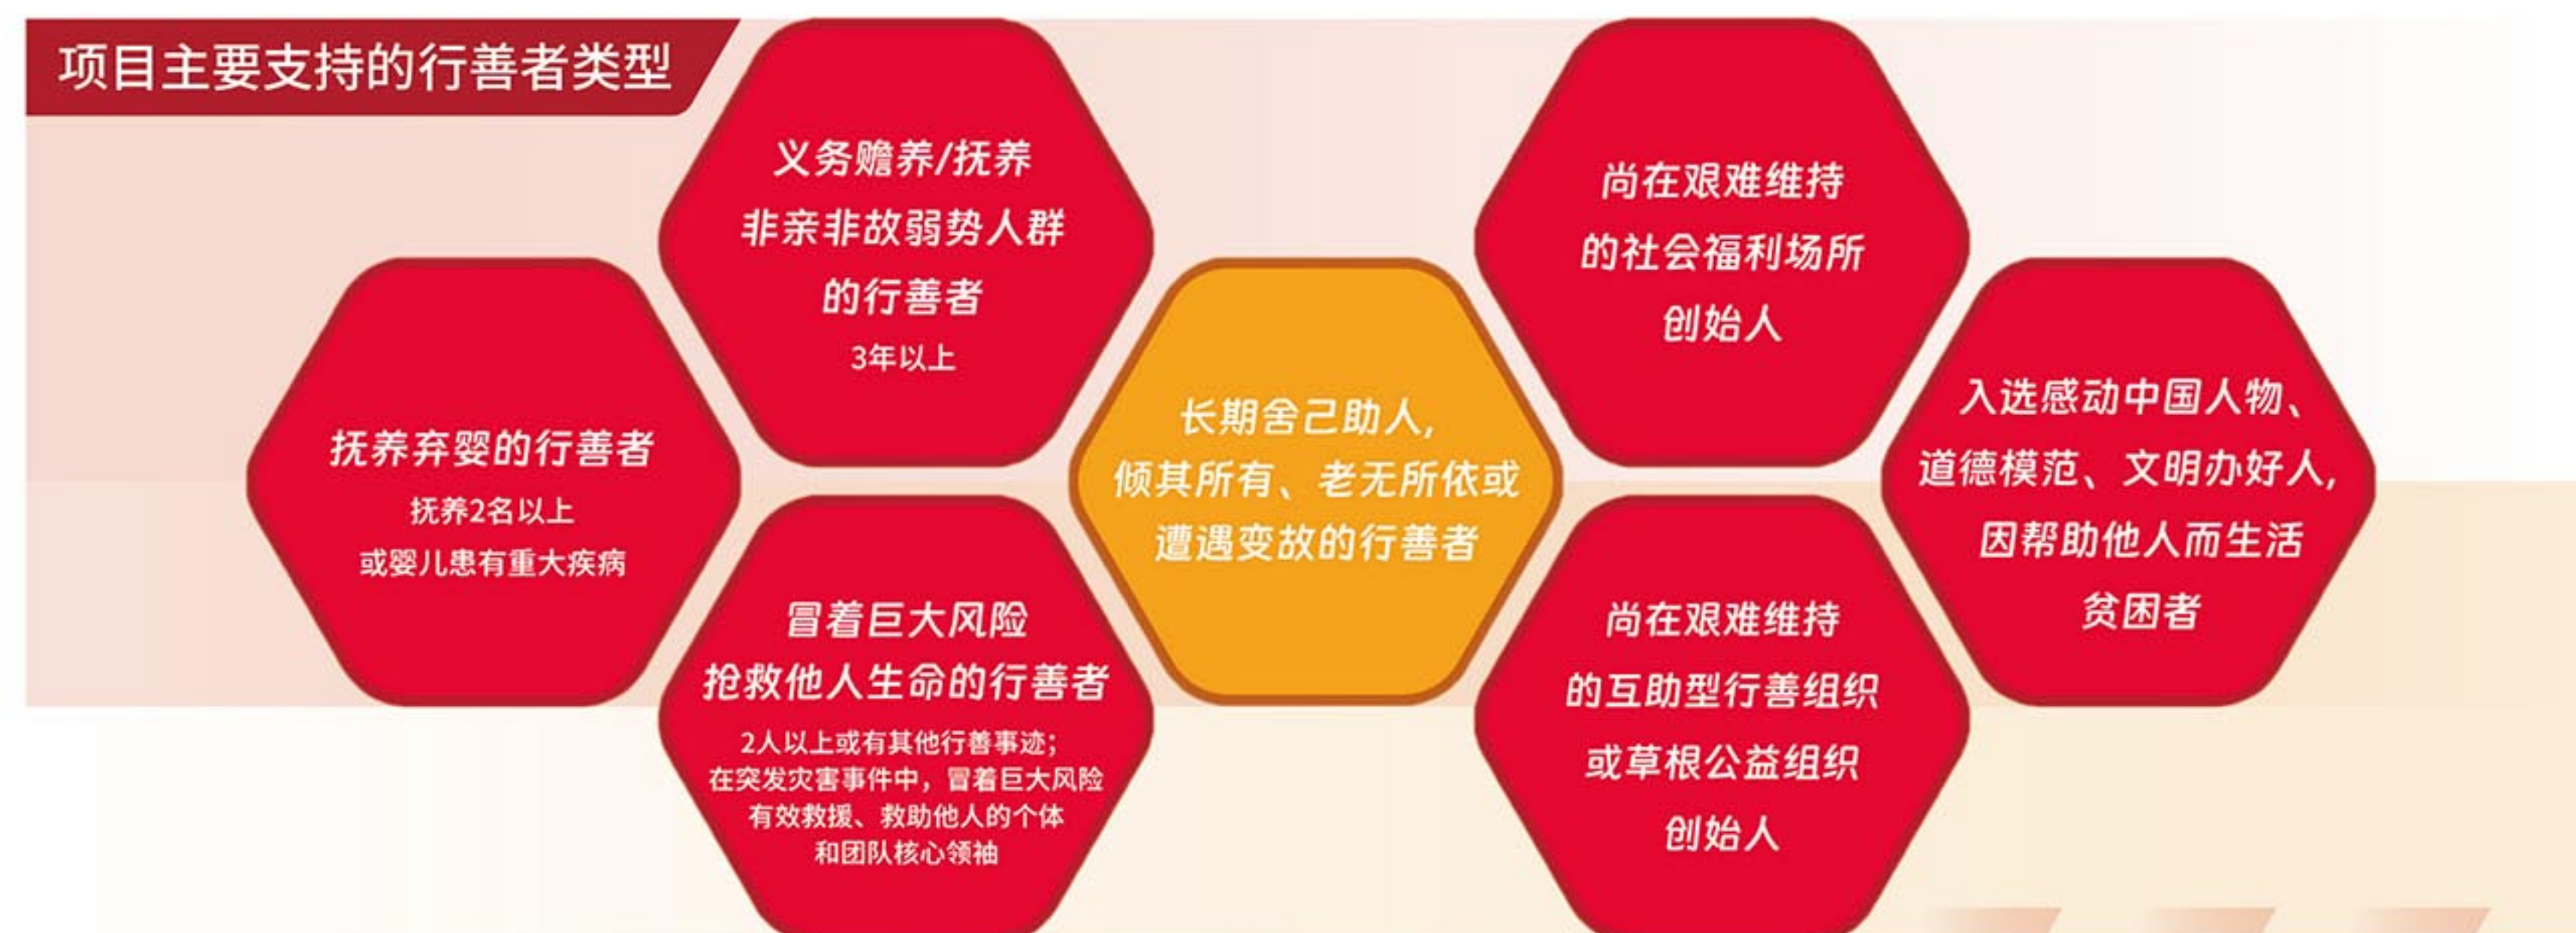 项目主要支持的行善者类型
抚养弃婴的行善者
抚养2名以上
或婴儿患有重大疾病
义务赡养/抚养
非亲非故弱势人群
的行善者
3年以上
冒着巨大风险
抢救他人生命的行善者
2人以上或有其他行善事迹；
在突发灾害事件中，冒着巨大风险
有效救援、救助他人的个体
和团队核心领袖
长期舍己助人，
倾其所有、老无所依或
遭遇变故的行善者
尚在艰难维持
的社会福利场所
创始人
尚在艰难维持
的互助型行善组织
或草根公益组织
创始人
入选感动中国人物、
道德模范、文明办好人，
因帮助他人而生活
贫困者